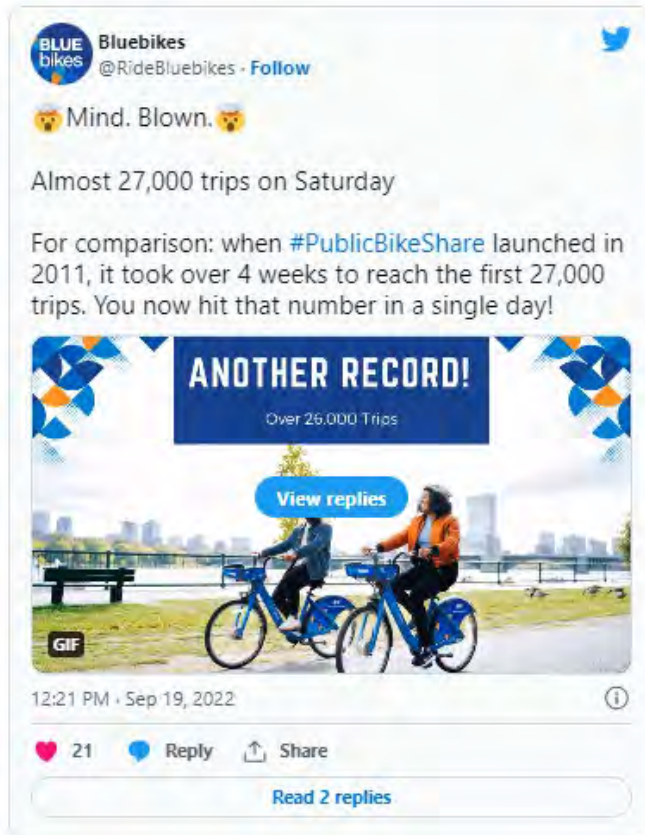 BLUE
bikes
Bluebikes
@RideBluebikes · Follow
🤯Mind. Blown.🤯
Almost 27,000 trips on Saturday
For comparison: when #PublicBikeShare launched in
2011, it took over 4 weeks to reach the first 27,000
trips. You now hit that number in a single day!
ANOTHER RECORD!
Over 26,000 Trips
View replies
GIF
12:21 PM · Sep 19, 2022
21 Reply Share
Read 2 replies